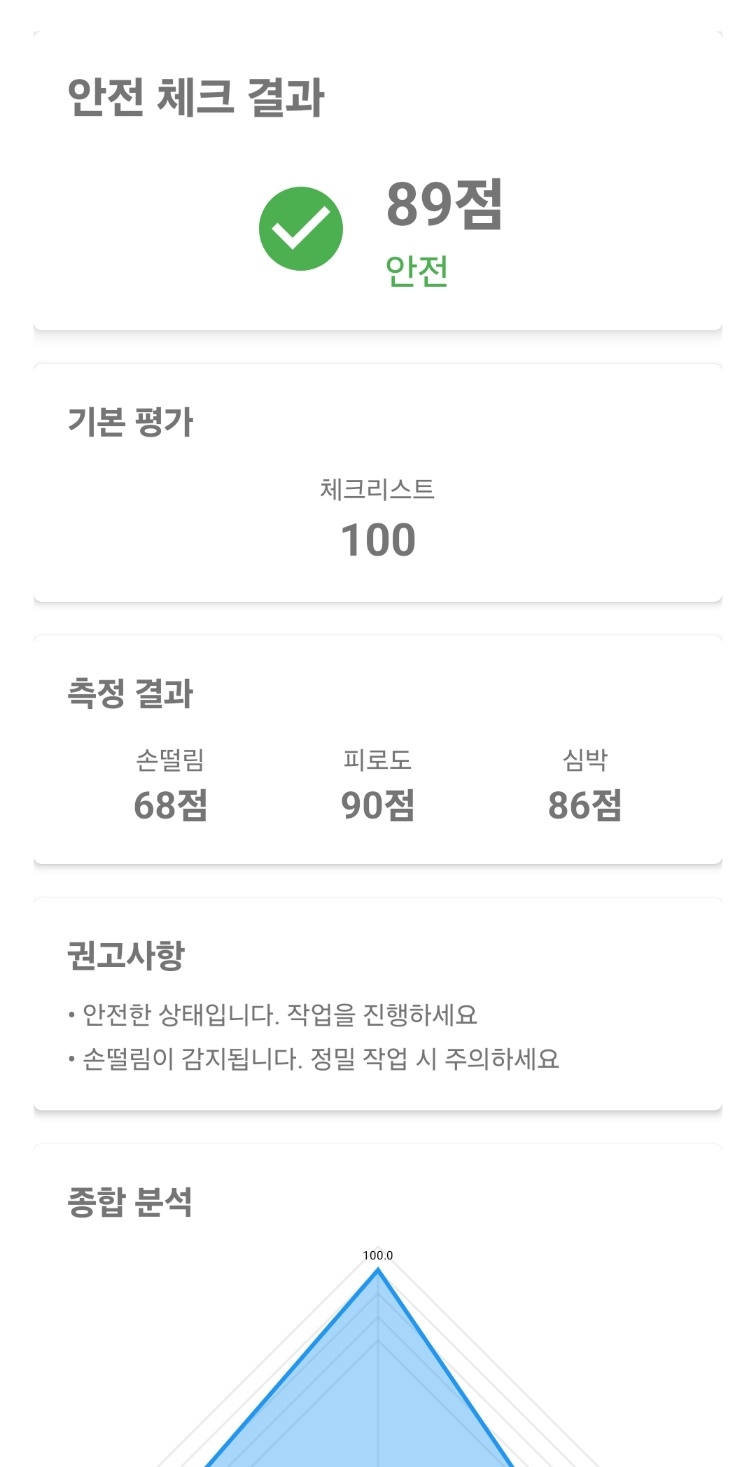 안전 체크 결과
89점
안전
기본 평가
체크리스트
100
측정 결과
손떨림 피로도 심박
68점 90점 86점
권고사항
• 안전한 상태입니다. 작업을 진행하세요
• 손떨림이 감지됩니다. 정밀 작업 시 주의하세요
종합 분석
100.0